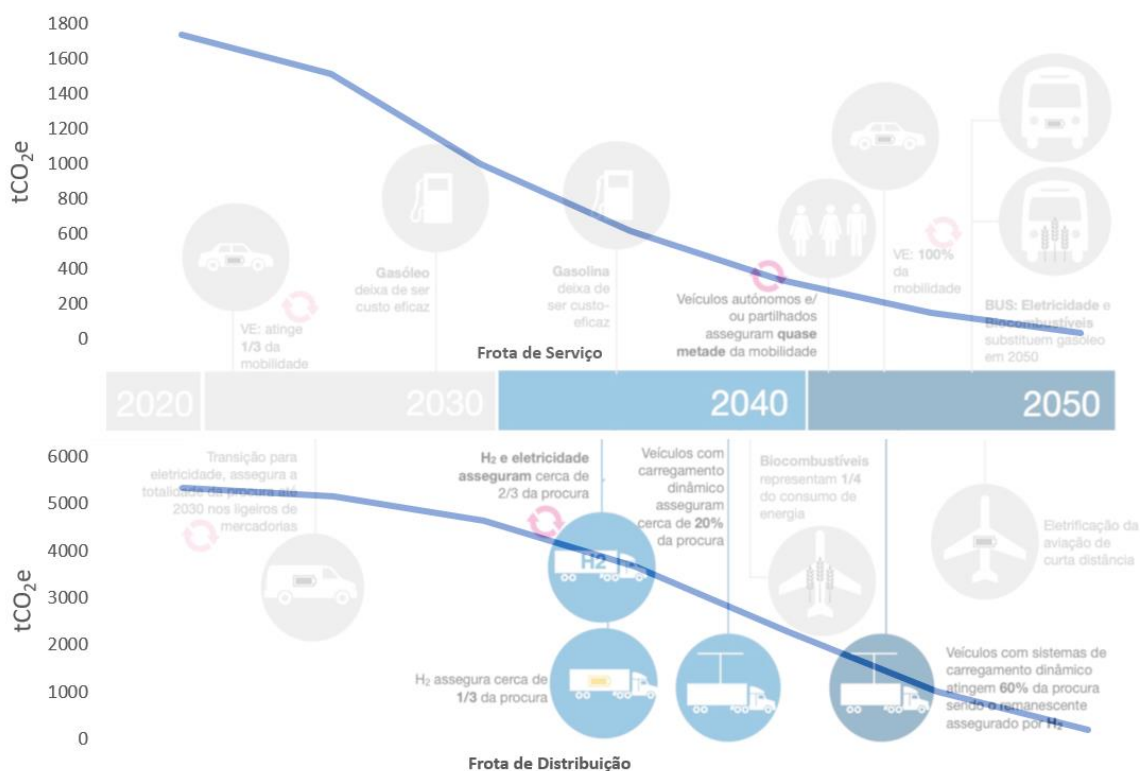 1800
1600
1400
1200
1000
800
600
400
200
0
tCO₂e
VE: atinge
1/3 da
mobilidade
Gasóleo
deixa de ser
custo eficaz
Gasolina
deixa de
ser custo-
eficaz
Veículos autónomos e/
ou partilhados
asseguram quase
metade da mobilidade
VE: 100%
da
mobilidade
BUS: Eletricidade e
Biocombustíveis
substituem gasóleo
em 2050
Frota de Serviço
2020
2030
2040
2050
6000
5000
4000
3000
2000
1000
0
tCO₂e
Transição para
eletricidade, assegura a
totalidade da procura até
2030 nos ligeiros de
mercadorias
H₂ e eletricidade
asseguram cerca de
2/3 da procura
H2
H₂ assegura cerca de
1/3 da procura
Veículos com
carregamento
dinâmico
asseguram
cerca de 20%
da procura
Biocombustíveis
representam 1/4
do consumo de
energia
Eletrificação da
aviação de
curta distância
Veículos com sistemas de
carregamento dinâmico
atingem 60% da procura
sendo o remanescente
assegurado por H₂
Frota de Distribuição